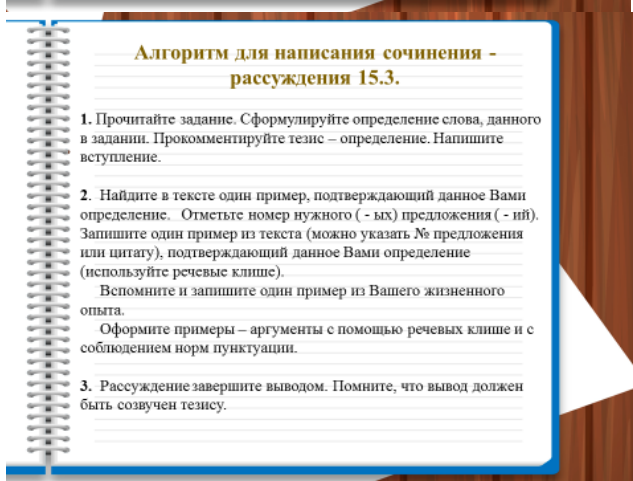 Алгоритм для написания сочинения -
рассуждения 15.3.
1. Прочитайте задание. Сформулируйте определение слова, данного
в задании. Прокомментируйте тезис – определение. Напишите
вступление.
2. Найдите в тексте один пример, подтверждающий данное Вами
определение. Отметьте номер нужного ( - ых) предложения ( - ий).
Запишите один пример из текста (можно указать № предложения
или цитату), подтверждающий данное Вами определение
(используйте речевые клише).
Вспомните и запишите один пример из Вашего жизненного
опыта.
Оформите примеры – аргументы с помощью речевых клише и с
соблюдением норм пунктуации.
3. Рассуждение завершите выводом. Помните, что вывод должен
быть созвучен тезису.